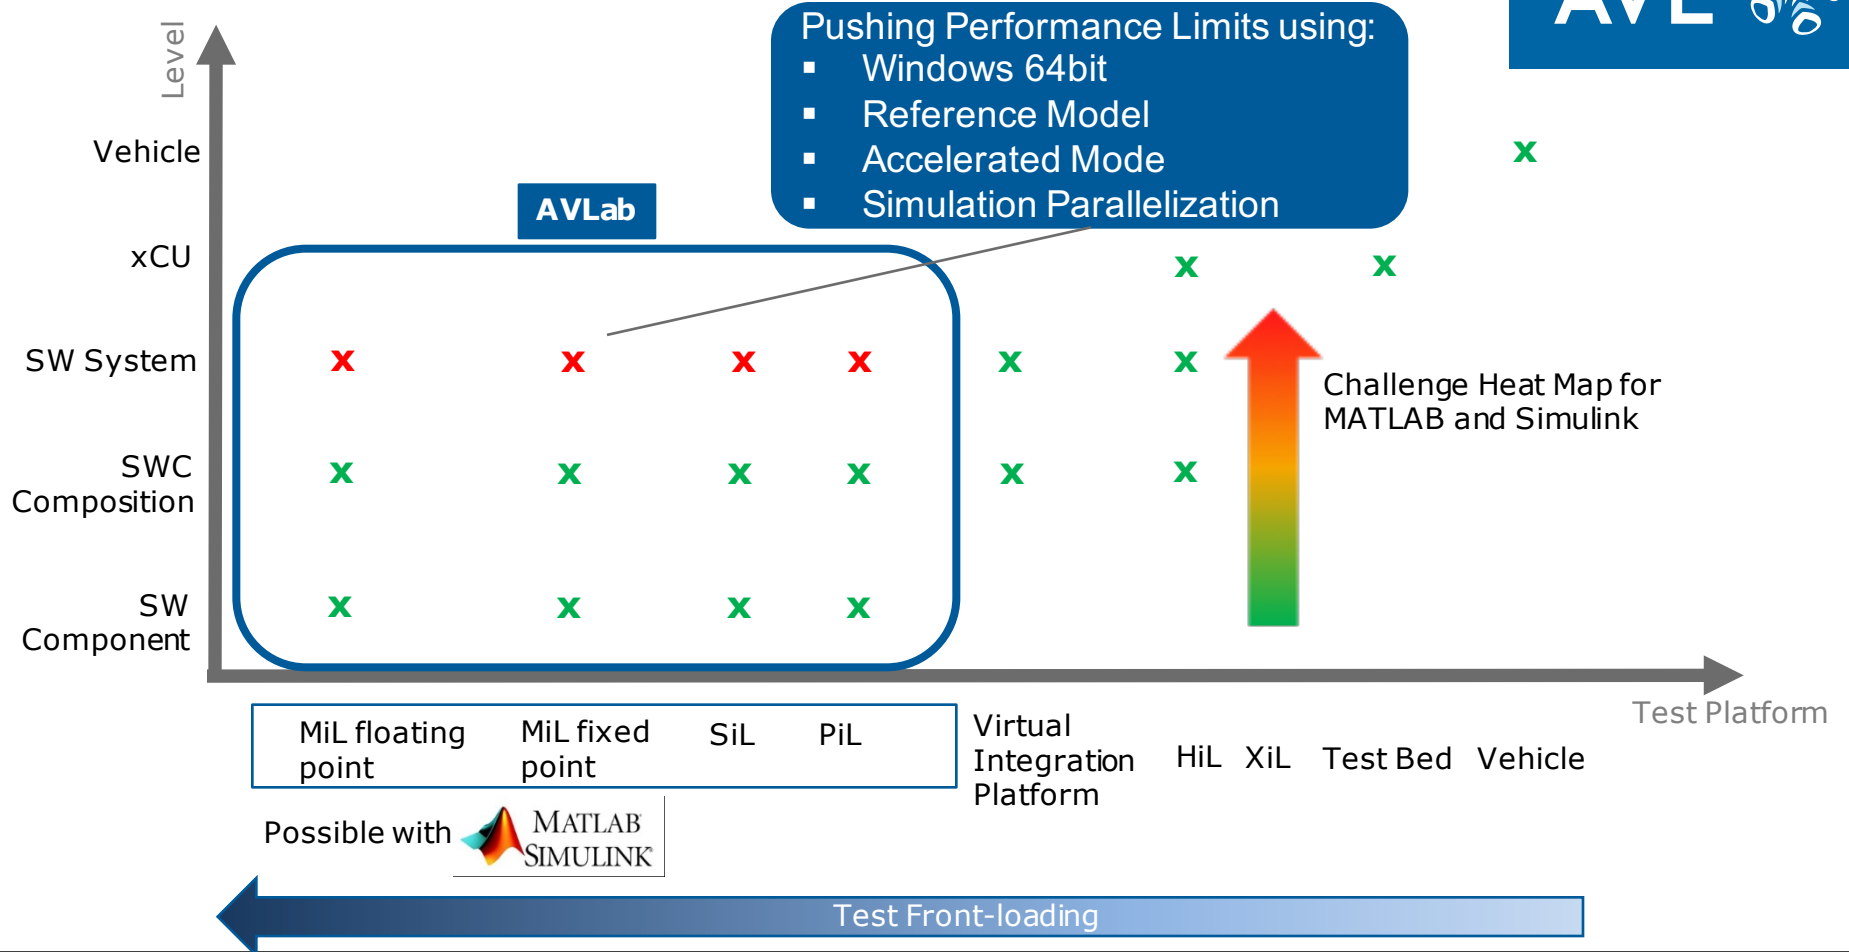 AVL
Pushing Performance Limits using:
▪ Windows 64bit
▪ Reference Model
▪ Accelerated Mode
▪ Simulation Parallelization
Level
Vehicle
x
AVLab
xCU
x x
SW System
x x x x x x
Challenge Heat Map for
MATLAB and Simulink
SWC
Composition
x x x x x x
SW
Component
x x x x
Test Platform
MiL floating
point
MiL fixed
point
SiL
PiL
Virtual
Integration
Platform
HiL
XiL
Test Bed
Vehicle
Possible with
MATLAB
SIMULINK
Test Front-loading